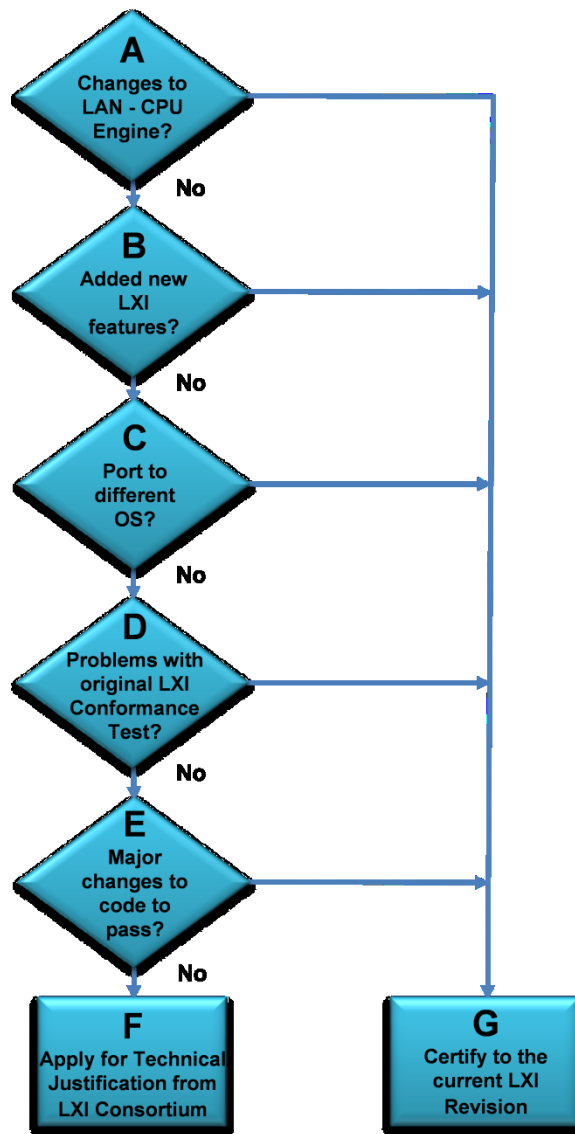 A
Changes to
LAN - CPU
Engine?
No
B
Added new
LXI
features?
No
C
Port to
different
OS?
No
D
Problems with
original LXI
Conformance
Test?
No
E
Major
changes to
code to
pass?
No
F
Apply for Technical
Justification from
LXI Consortium
G
Certify to the
current LXI
Revision